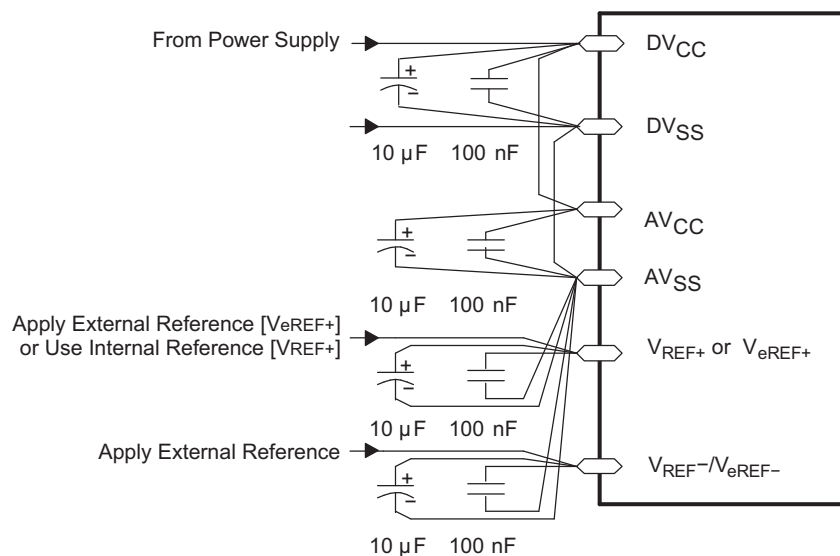 From Power Supply
DVCC
+
−
DVSS
10 µF 100 nF
AVCC
+
−
AVSS
10 µF 100 nF
Apply External Reference [VeREF+]
or Use Internal Reference [VREF+]
VREF+ or VeREF+
+
−
10 µF 100 nF
Apply External Reference
VREF−/VeREF−
+
−
10 µF 100 nF